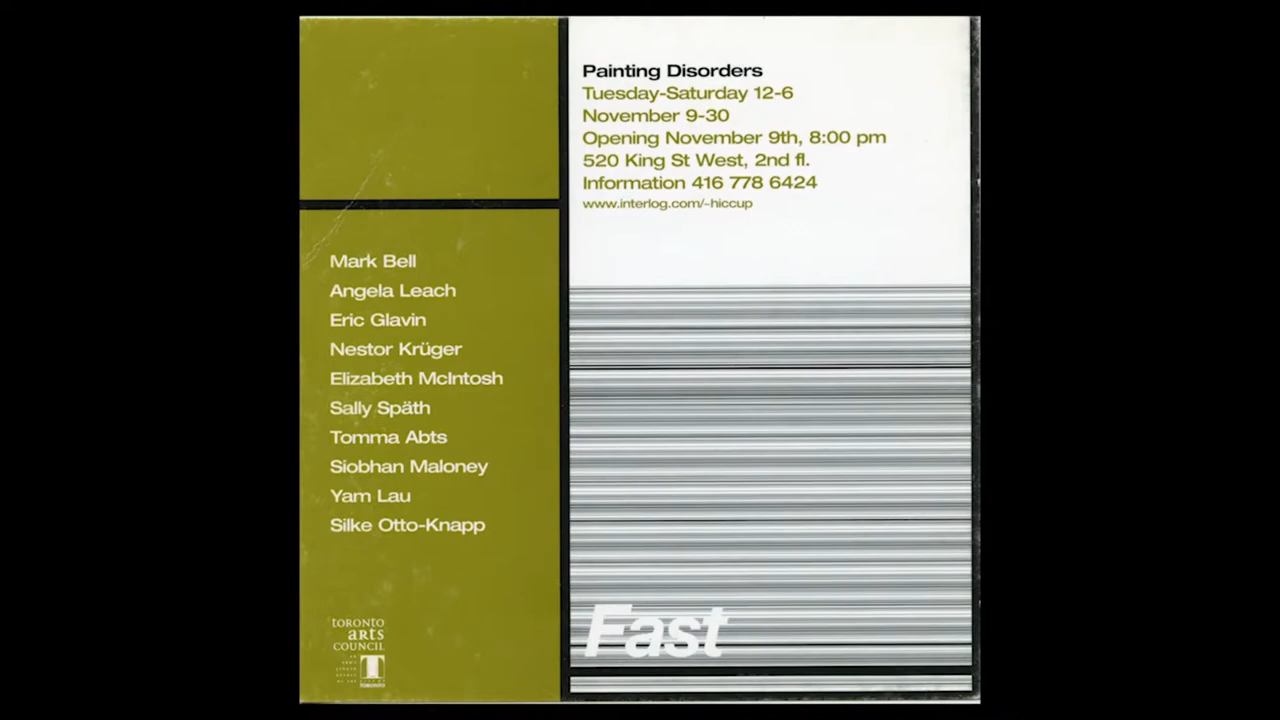 Painting Disorders
Tuesday-Saturday 12-6
November 9-30
Opening November 9th, 8:00 pm
520 King St West, 2nd fl.
Information 416 778 6424
www.interlog.com/~hiccup
Mark Bell
Angela Leach
Eric Glavin
Nestor Krüger
Elizabeth McIntosh
Sally Späth
Tomma Abts
Siobhan Maloney
Yam Lau
Silke Otto-Knapp
TORONTO
arts
COUNCIL
T
TORONTO
Fast